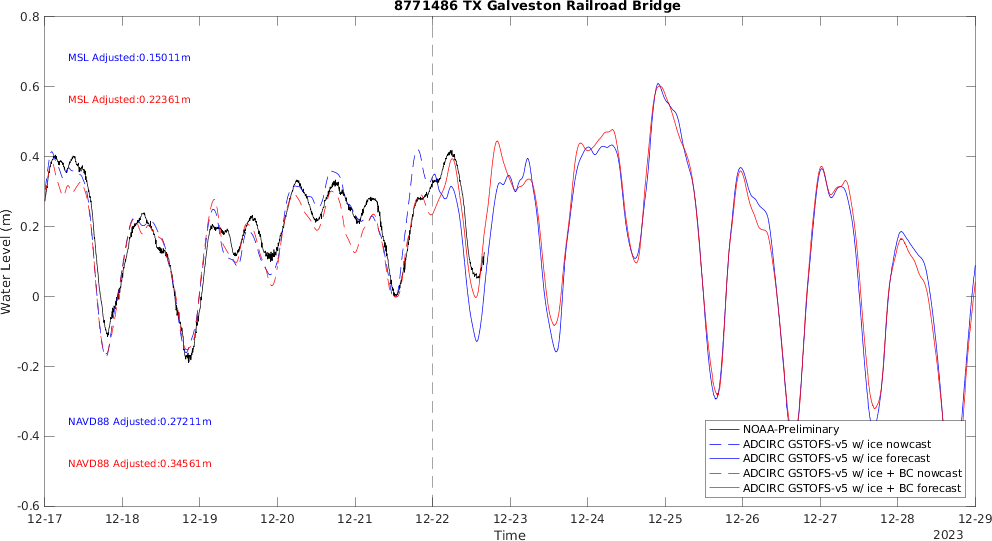 8771486 TX Galveston Railroad Bridge
0.8
0.6
0.4
0.2
0
-0.2
-0.4
-0.6
Water Level (m)
MSL Adjusted:0.15011m
MSL Adjusted:0.22361m
NAVD88 Adjusted:0.27211m
NAVD88 Adjusted:0.34561m
NOAA-Preliminary
ADCIRC GSTOFS-v5 w/ ice nowcast
ADCIRC GSTOFS-v5 w/ ice forecast
ADCIRC GSTOFS-v5 w/ ice + BC nowcast
ADCIRC GSTOFS-v5 w/ ice + BC forecast
12-17 12-18 12-19 12-20 12-21 12-22 12-23 12-24 12-25 12-26 12-27 12-28 12-29
Time
2023